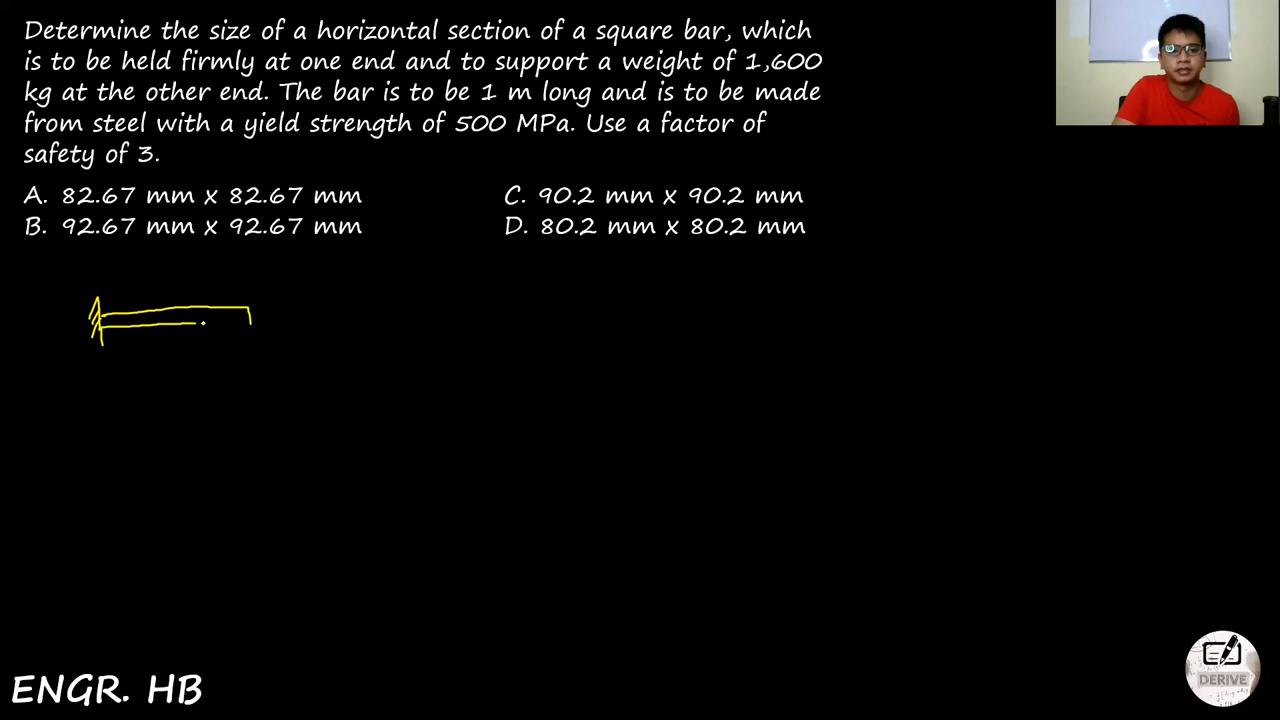 Determine the size of a horizontal section of a square bar, which
is to be held firmly at one end and to support a weight of 1,600
kg at the other end. The bar is to be 1 m long and is to be made
from steel with a yield strength of 500 MPa. Use a factor of
safety of 3.
A. 82.67 mm x 82.67 mm
C. 90.2 mm x 90.2 mm
B. 92.67 mm x 92.67 mm
D. 80.2 mm x 80.2 mm
ENGR. HB
DERIVE